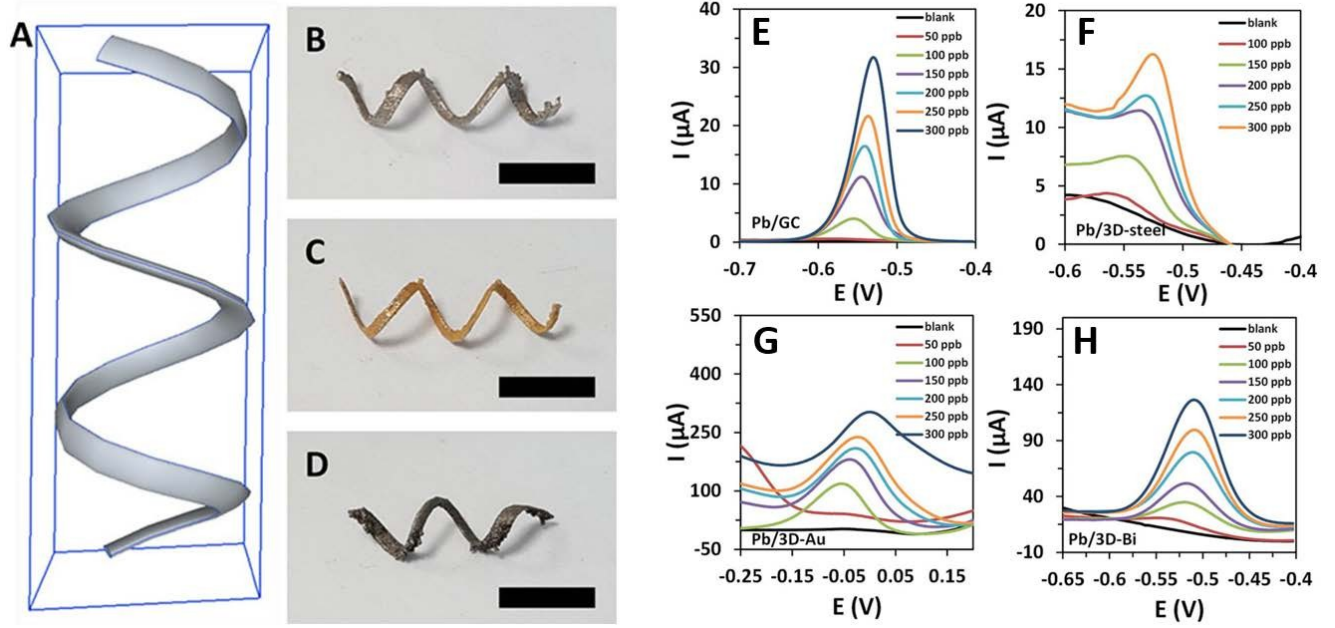 A
B
C
D
E
I (µA)
40
30
20
10
0
-0.7
-0.6
-0.5
-0.4
E (V)
Pb/GC
blank
50 ppb
100 ppb
150 ppb
200 ppb
250 ppb
300 ppb
F
I (µA)
20
15
10
5
0
-0.6
-0.55
-0.5
-0.45
-0.4
E (V)
Pb/3D-steel
blank
100 ppb
150 ppb
200 ppb
250 ppb
300 ppb
G
I (µA)
550
400
250
100
-50
-0.25
-0.15
-0.05
0.05
0.15
E (V)
Pb/3D-Au
blank
50 ppb
100 ppb
150 ppb
200 ppb
250 ppb
300 ppb
H
I (µA)
190
140
90
40
-10
-0.65
-0.6
-0.55
-0.5
-0.45
-0.4
E (V)
Pb/3D-Bi
blank
50 ppb
100 ppb
150 ppb
200 ppb
250 ppb
300 ppb